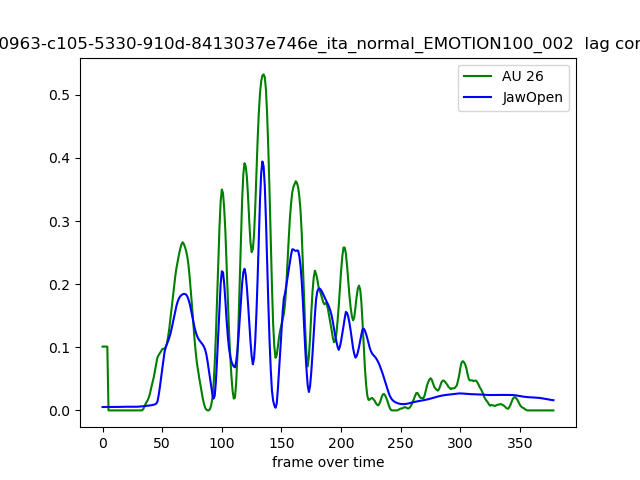 0963-c105-5330-910d-8413037e746e_ita_normal_EMOTION100_002 lag cor
AU 26
JawOpen
0.5
0.4
0.3
0.2
0.1
0.0
0 50 100 150 200 250 300 350
frame over time